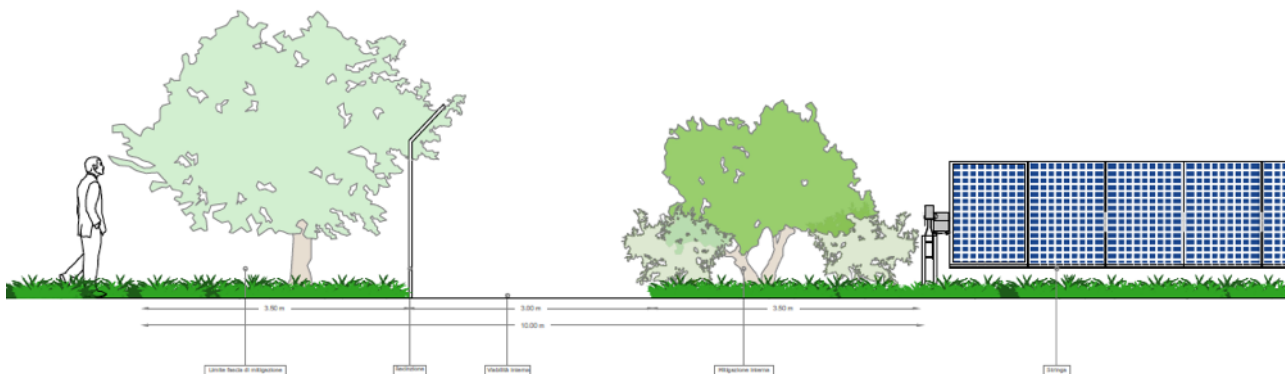 3.50 m
3.00 m
3.50 m
10.00 m
Limite fascia di mitigazione
Recinzione
Viabilità interna
Mitigazione interna
Stringa